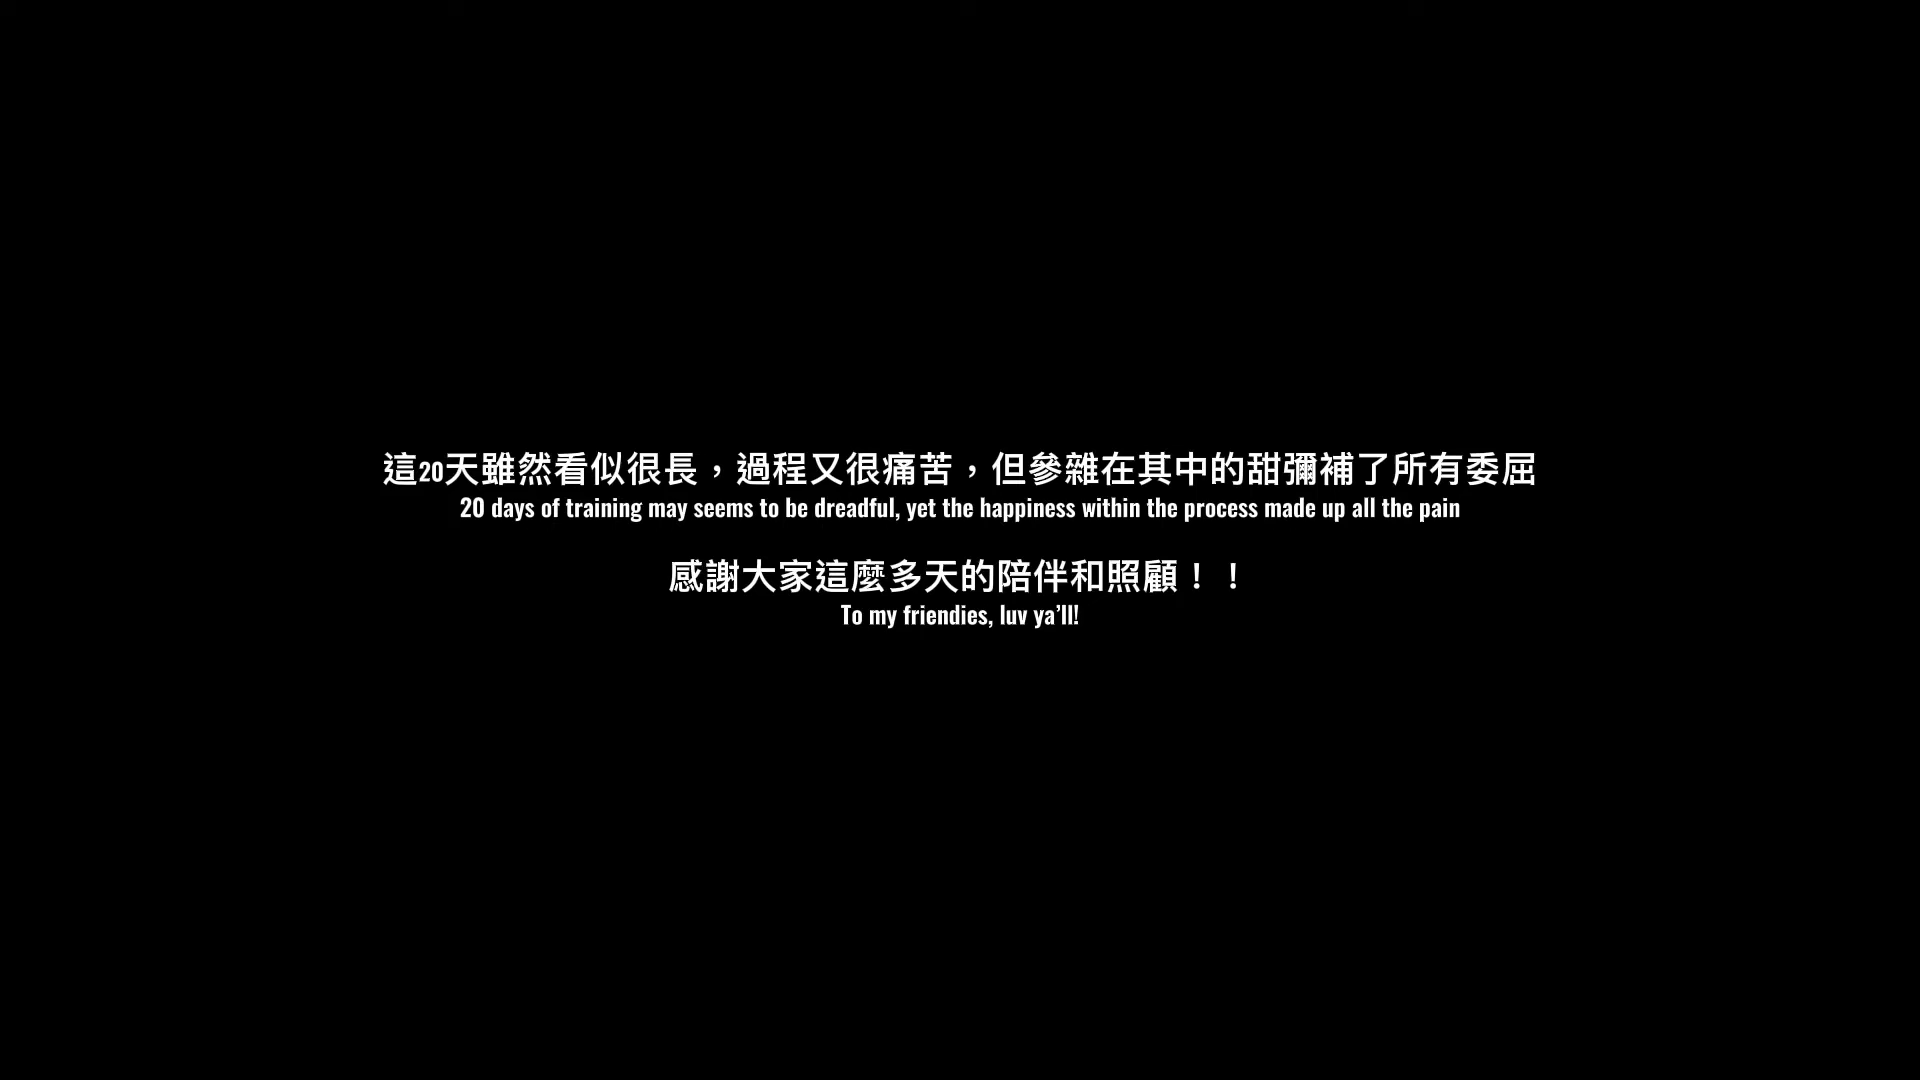 這20天雖然看似很長，過程又很痛苦，但參雜在其中的甜彌補了所有委屈
20 days of training may seems to be dreadful, yet the happiness within the process made up all the pain
感謝大家這麼多天的陪伴和照顧！！
To my friendies, luv ya’ll!